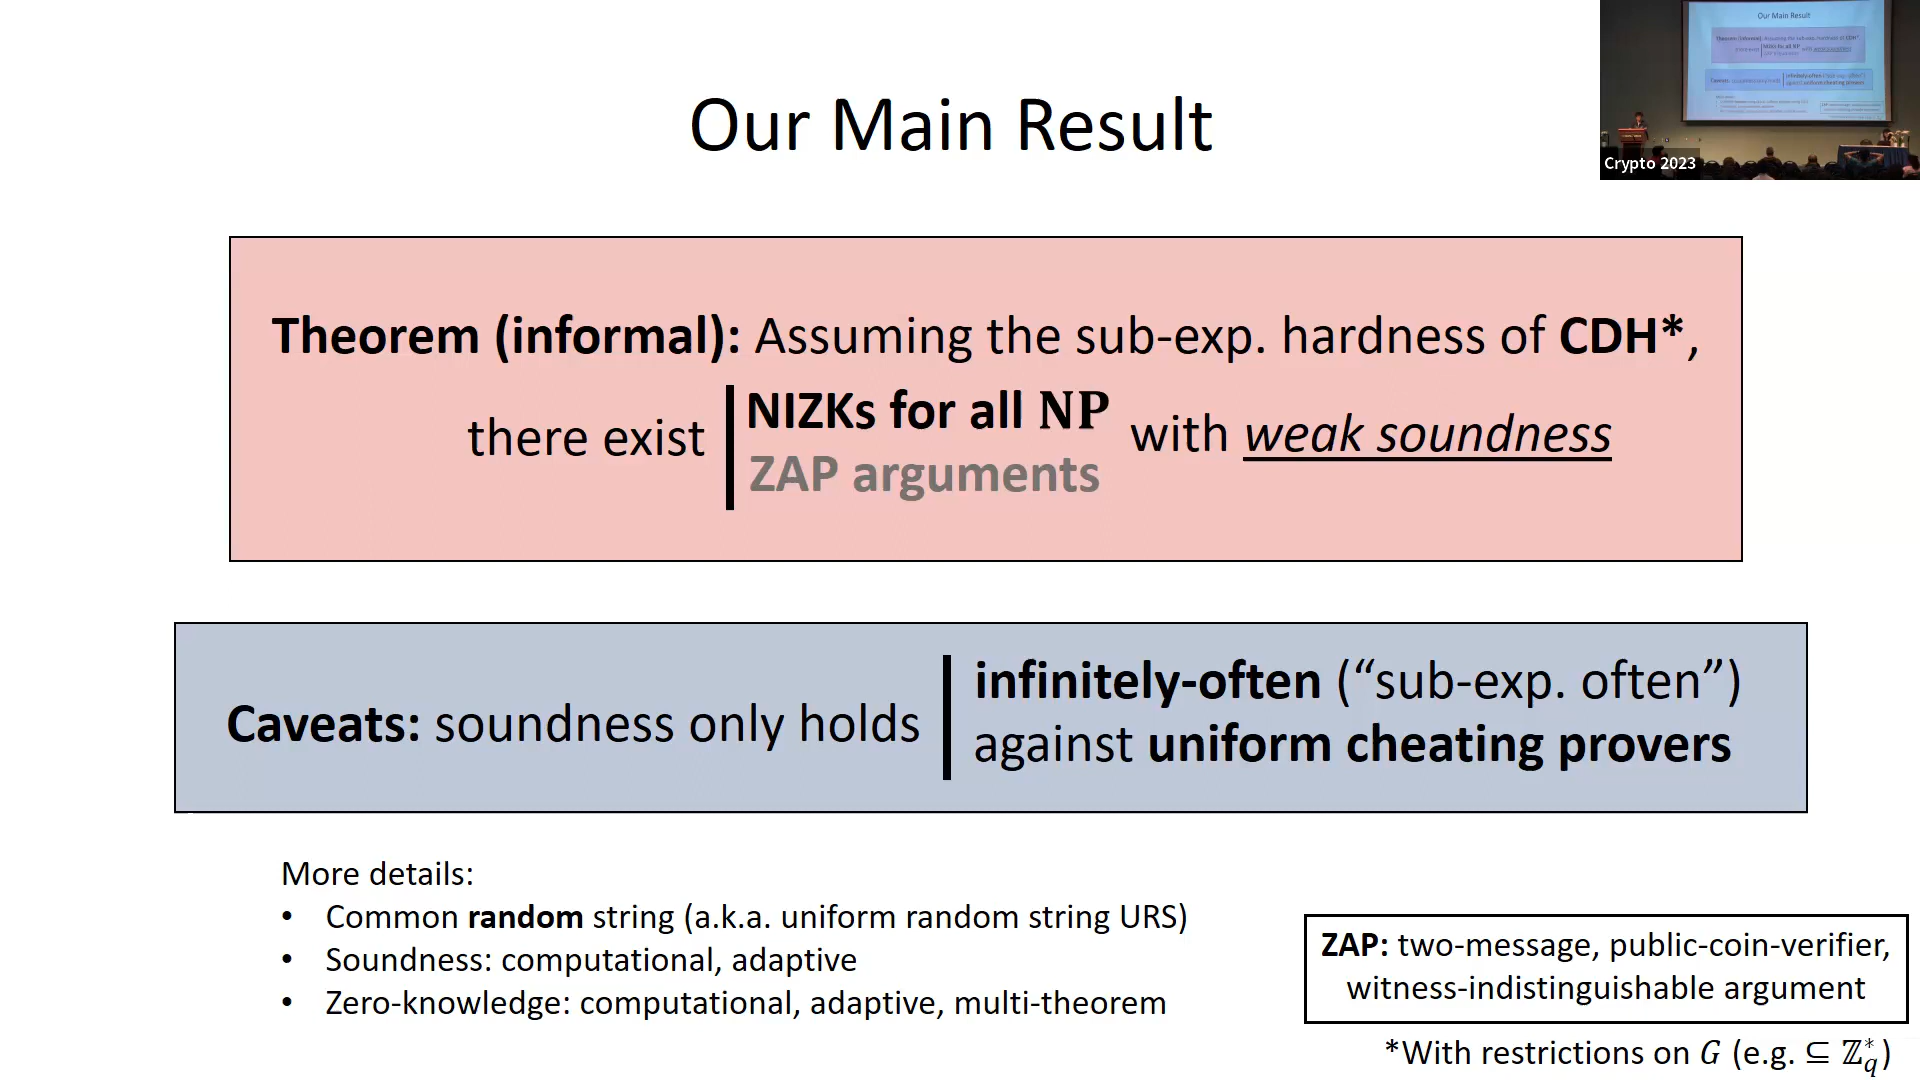 Our Main Result
Crypto 2023
Theorem (informal): Assuming the sub-exp. hardness of CDH*,
there exist
NIZKs for all NP
ZAP arguments
with weak soundness
Caveats: soundness only holds
infinitely-often (“sub-exp. often”)
against uniform cheating provers
More details:
• Common random string (a.k.a. uniform random string URS)
• Soundness: computational, adaptive
• Zero-knowledge: computational, adaptive, multi-theorem
ZAP: two-message, public-coin-verifier,
witness-indistinguishable argument
*With restrictions on G (e.g. ⊆ ℤ*_q)